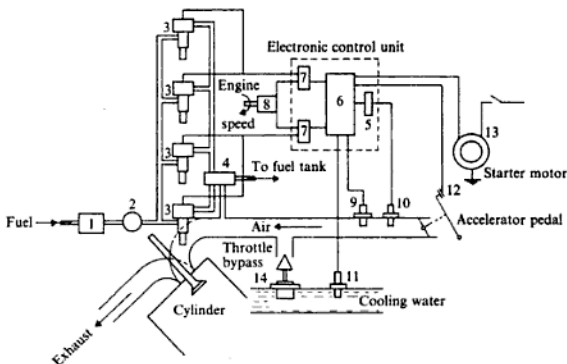 3
Electronic control unit
3
7
Engine
8
6
speed
5
13
3
7
4
To fuel tank
Starter motor
12
2
9
10
Fuel
1
3
Air
Accelerator pedal
Throttle
bypass
14
11
Cylinder
Cooling water
Exhaust